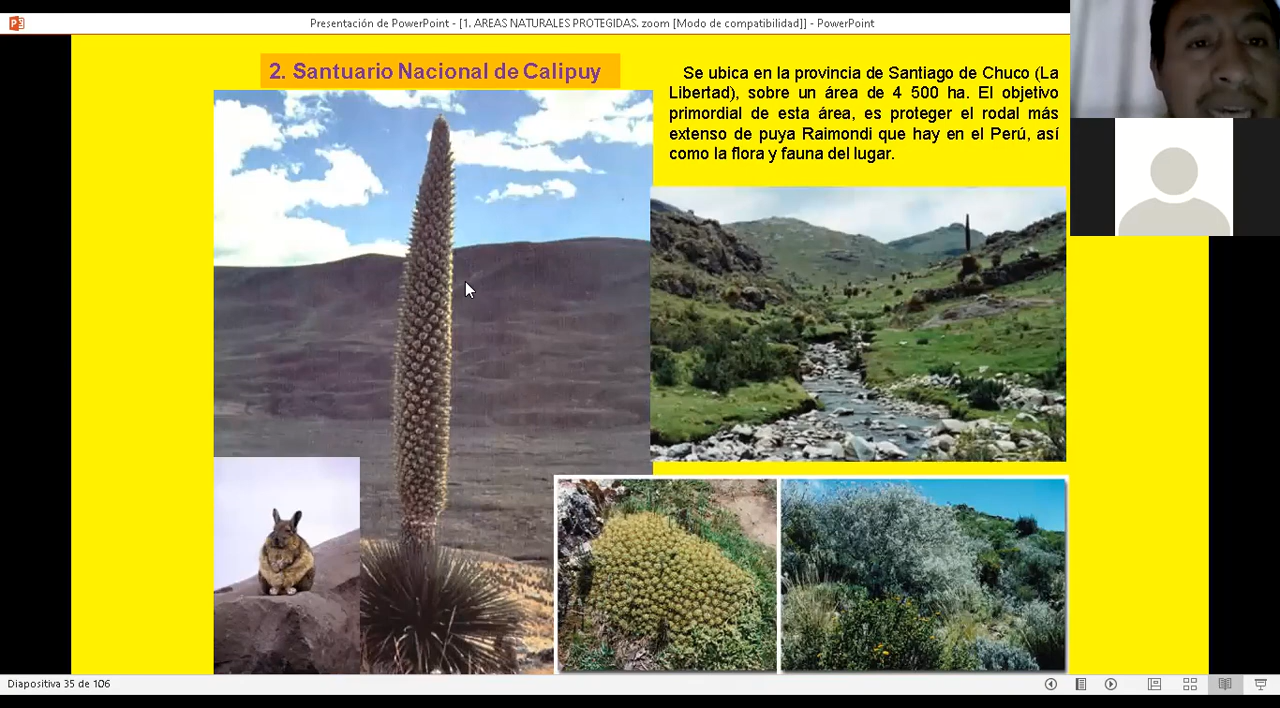 Presentación de PowerPoint - [1. AREAS NATURALES PROTEGIDAS. zoom [Modo de compatibilidad]] - PowerPoint
2. Santuario Nacional de Calipuy
Se ubica en la provincia de Santiago de Chuco (La
Libertad), sobre un área de 4 500 ha. El objetivo
primordial de esta área, es proteger el rodal más
extenso de puya Raimondi que hay en el Perú, así
como la flora y fauna del lugar.
Diapositiva 35 de 106